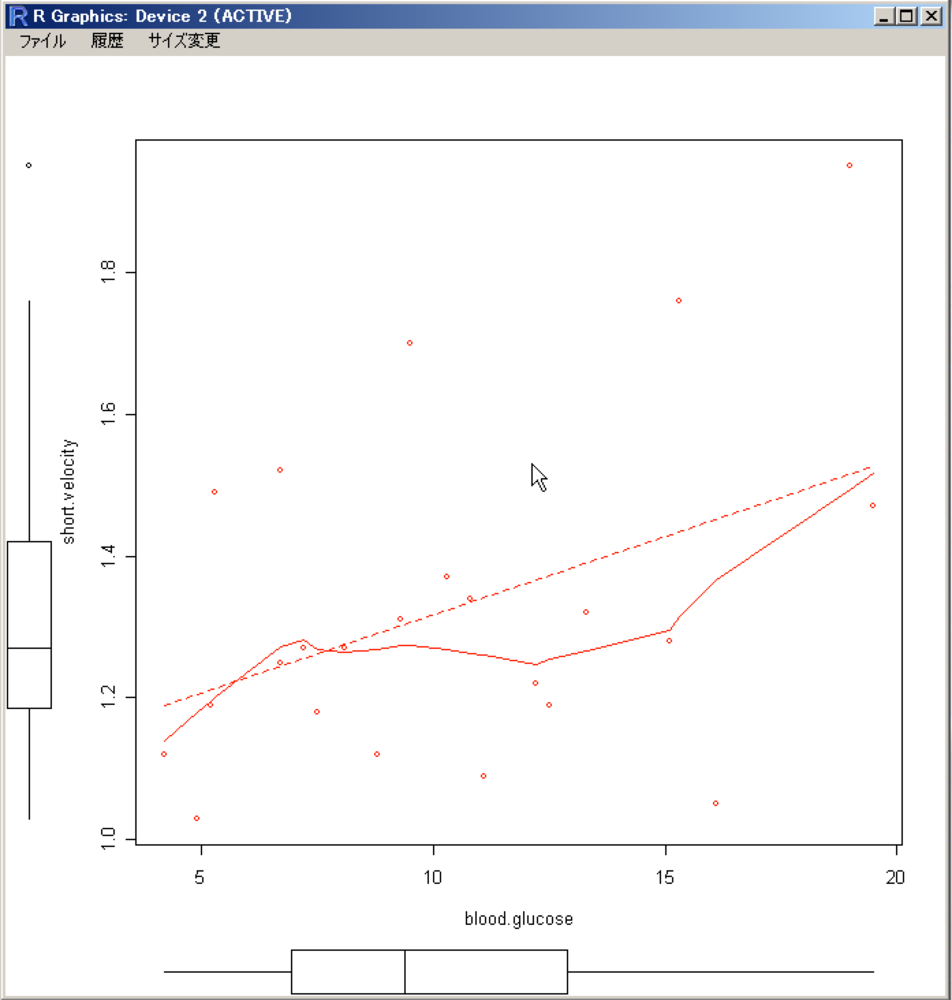 R Graphics: Device 2 (ACTIVE)
ファイル 履歴 サイズ変更
short.velocity
1.8
1.6
1.4
1.2
1.0
5 10 15 20
blood.glucose